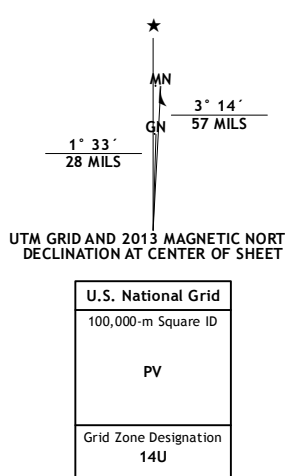 ★
MN
3° 14´
57 MILS
GN
1° 33´
28 MILS
UTM GRID AND 2013 MAGNETIC NORT
DECLINATION AT CENTER OF SHEET
U.S. National Grid
100,000-m Square ID
PV
Grid Zone Designation
14U